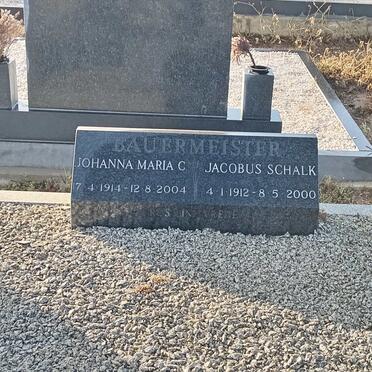 BAUERMEISTER
JOHANNA MARIA C JACOBUS SCHALK
7·4·1914-12·8·2004 4·1·1912-8·5·2000